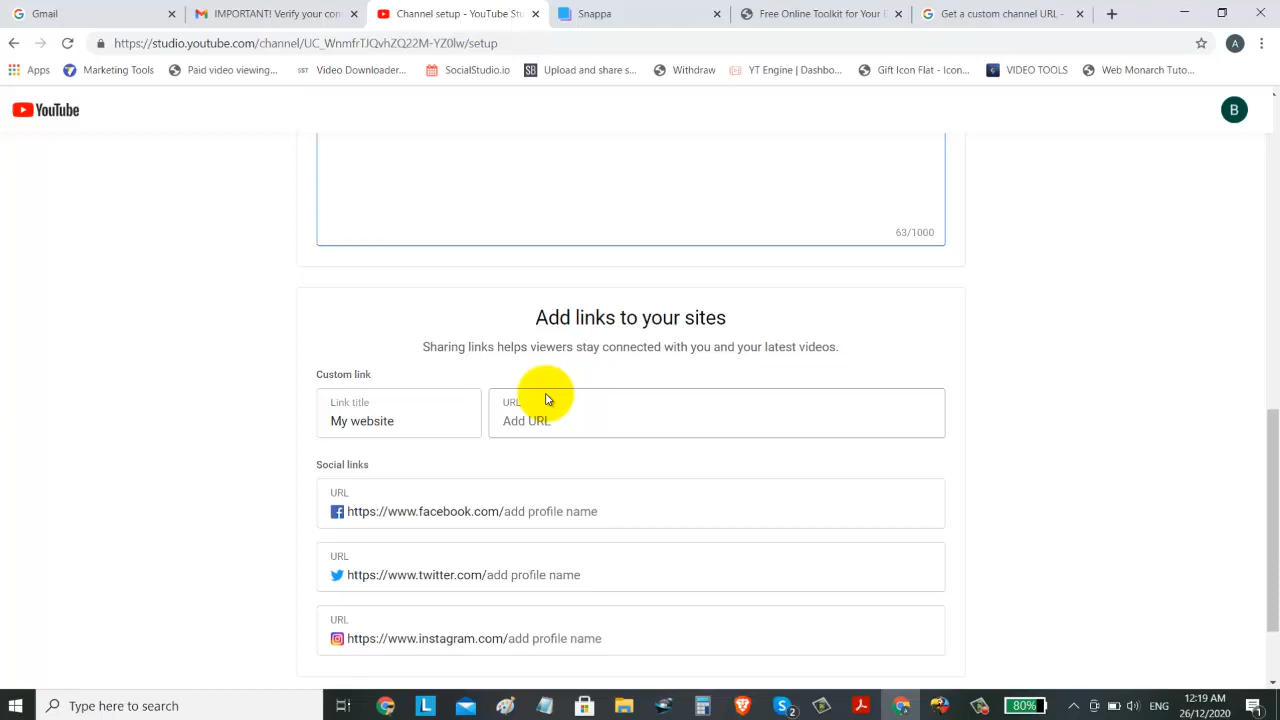 Gmail
IMPORTANT! Verify your c
Channel setup - YouTube Stu
Snappa
Free Online Toolkit for Your E
Get a custom channel URL -
https://studio.youtube.com/channel/UC_WnmfrTJQvhZQ22M-YZ0lw/setup
A
Apps
Marketing Tools
Paid video viewing...
SST
Video Downloader...
SocialStudio.io
SB
Upload and share s...
Withdraw
YT Engine | Dashbo...
Gift Icon Flat - Icon...
VIDEO TOOLS
Web Monarch Tuto...
YouTube
B
63/1000
Add links to your sites
Sharing links helps viewers stay connected with you and your latest videos.
Custom link
Link title
My website
URL
Add URL
Social links
URL
https://www.facebook.com/add profile name
URL
https://www.twitter.com/add profile name
URL
https://www.instagram.com/add profile name
Type here to search
L
2
80%
ENG
12:19 AM
26/12/2020
1